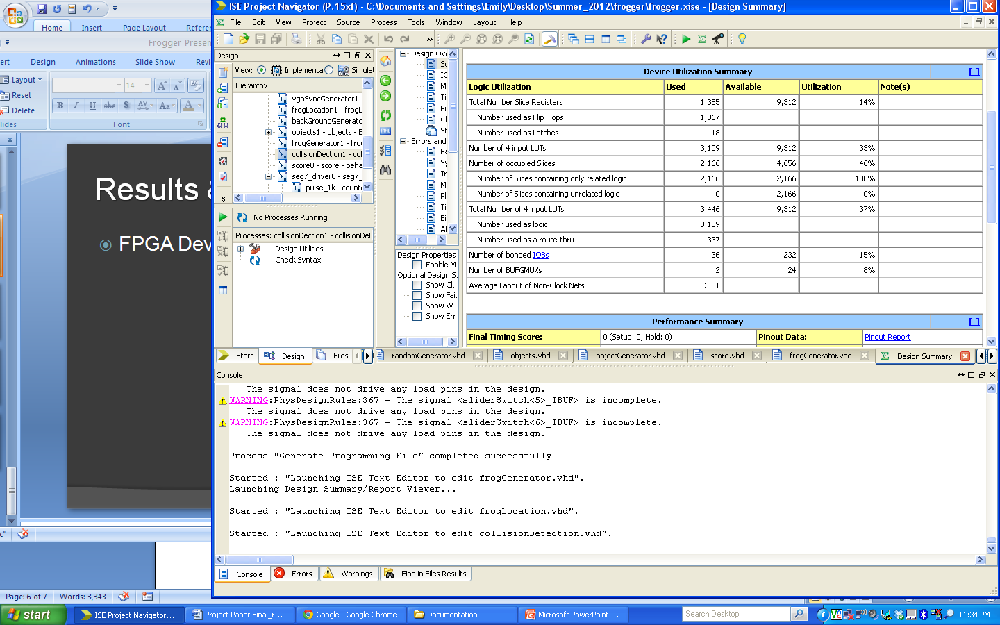 ISE Project Navigator (P.15xf) - C:\Documents and Settings\Emily\Desktop\Summer_2012\frogger\frogger.xise - [Design Summary]
File Edit View Project Source Process Tools Window Layout Help
Home Insert Page Layout Referen
Frogger_Presen
ert Design Animations Slide Show Revi
Layout
Reset
Delete
lides
14
B I U abc S AV Aa A
Font
Results &
FPGA Dev
Page: 6 of 7 Words: 3,343
Design
View: Implementa Simulat
Hierarchy
vgaSyncGenerator1 -
frogLocation1 - frogL
backGroundGenerato
objects1 - objects - B
frogGenerator1 - fro
collisionDection1 - col
score0 - score - beha
seg7_driver0 - seg7_
pulse_1k - count
No Processes Running
Processes: collisionDection1 - collisionDel
Design Utilities
Check Syntax
Start Design Files
Design Ove
Su
IO
Mo
Tim
Pin
Cl
St
Errors and
Pa
Sy
Tr
Ma
Pla
Ti
Bit
Al
Design Properties
Enable M...
Optional Design S...
Show Cl...
Show Fai...
Show W...
Show Err...
Device Utilization Summary [-]
Logic Utilization Used Available Utilization Note(s)
Total Number Slice Registers 1,385 9,312 14%
Number used as Flip Flops 1,367
Number used as Latches 18
Number of 4 input LUTs 3,109 9,312 33%
Number of occupied Slices 2,166 4,656 46%
Number of Slices containing only related logic 2,166 2,166 100%
Number of Slices containing unrelated logic 0 2,166 0%
Total Number of 4 input LUTs 3,446 9,312 37%
Number used as logic 3,109
Number used as a route-thru 337
Number of bonded IOBs 36 232 15%
Number of BUFGMUXs 2 24 8%
Average Fanout of Non-Clock Nets 3.31
Performance Summary [-]
Final Timing Score: 0 (Setup: 0, Hold: 0) Pinout Data: Pinout Report
randomGenerator.vhd objects.vhd objectGenerator.vhd score.vhd frogGenerator.vhd Design Summary
Console
The signal does not drive any load pins in the design.
WARNING:PhysDesignRules:367 - The signal <sliderSwitch<5>_IBUF> is incomplete.
The signal does not drive any load pins in the design.
WARNING:PhysDesignRules:367 - The signal <sliderSwitch<6>_IBUF> is incomplete.
The signal does not drive any load pins in the design.
Process "Generate Programming File" completed successfully
Started : "Launching ISE Text Editor to edit frogGenerator.vhd".
Launching Design Summary/Report Viewer...
Started : "Launching ISE Text Editor to edit frogLocation.vhd".
Started : "Launching ISE Text Editor to edit collisionDetection.vhd".
Console Errors Warnings Find in Files Results
start ISE Project Navigator... Project Paper Final_r... Google - Google Chrome Documentation Microsoft PowerPoint ... Search Desktop 11:34 PM